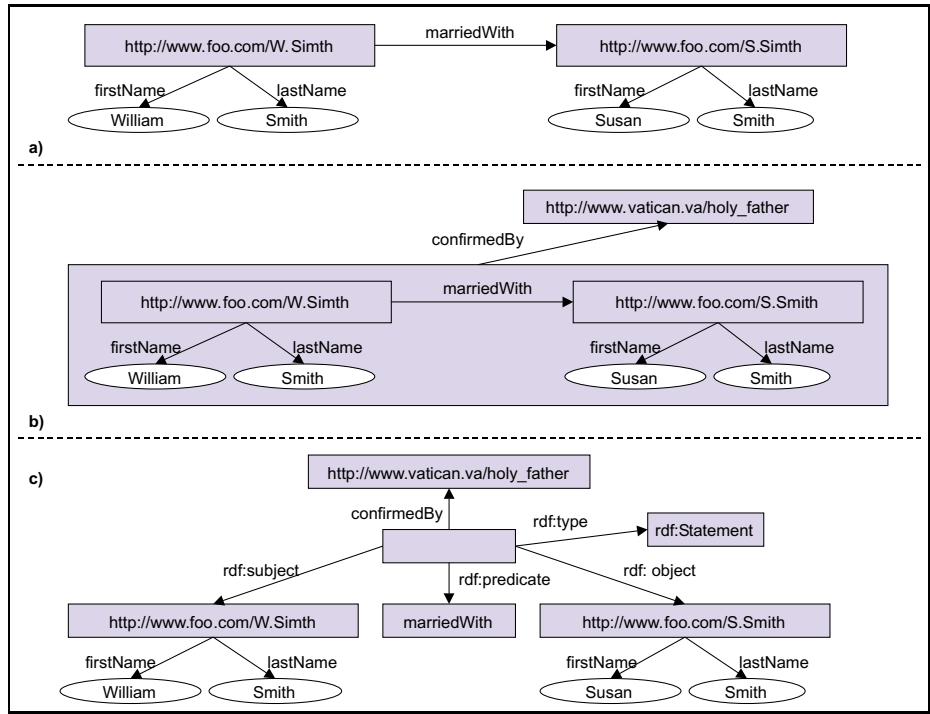 marriedWith
http://www.foo.com/W.Simth
http://www.foo.com/S.Simth
firstName
lastName
firstName
lastName
William
Smith
Susan
Smith
a)
http://www.vatican.va/holy_father
confirmedBy
marriedWith
http://www.foo.com/W.Simth
http://www.foo.com/S.Smith
firstName
lastName
firstName
lastName
William
Smith
Susan
Smith
b)
c)
http://www.vatican.va/holy_father
confirmedBy
rdf:type
rdf:Statement
rdf:subject
rdf:predicate
rdf: object
http://www.foo.com/W.Simth
marriedWith
http://www.foo.com/S.Smith
firstName
lastName
firstName
lastName
William
Smith
Susan
Smith